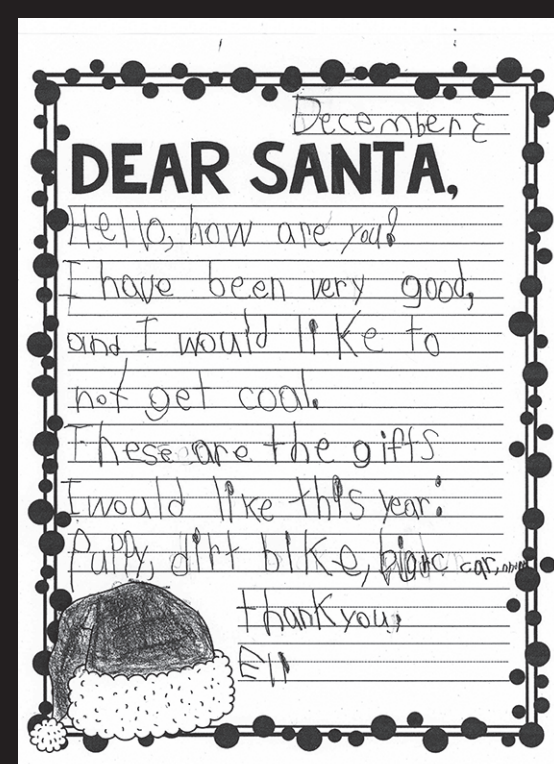 December 8
DEAR SANTA,
Hello, how are you?
I have been very good,
and I would like to
not get coal.
These are the gifts
I would like this year:
Puppy, dirt bike, car,
thank you,
Eli